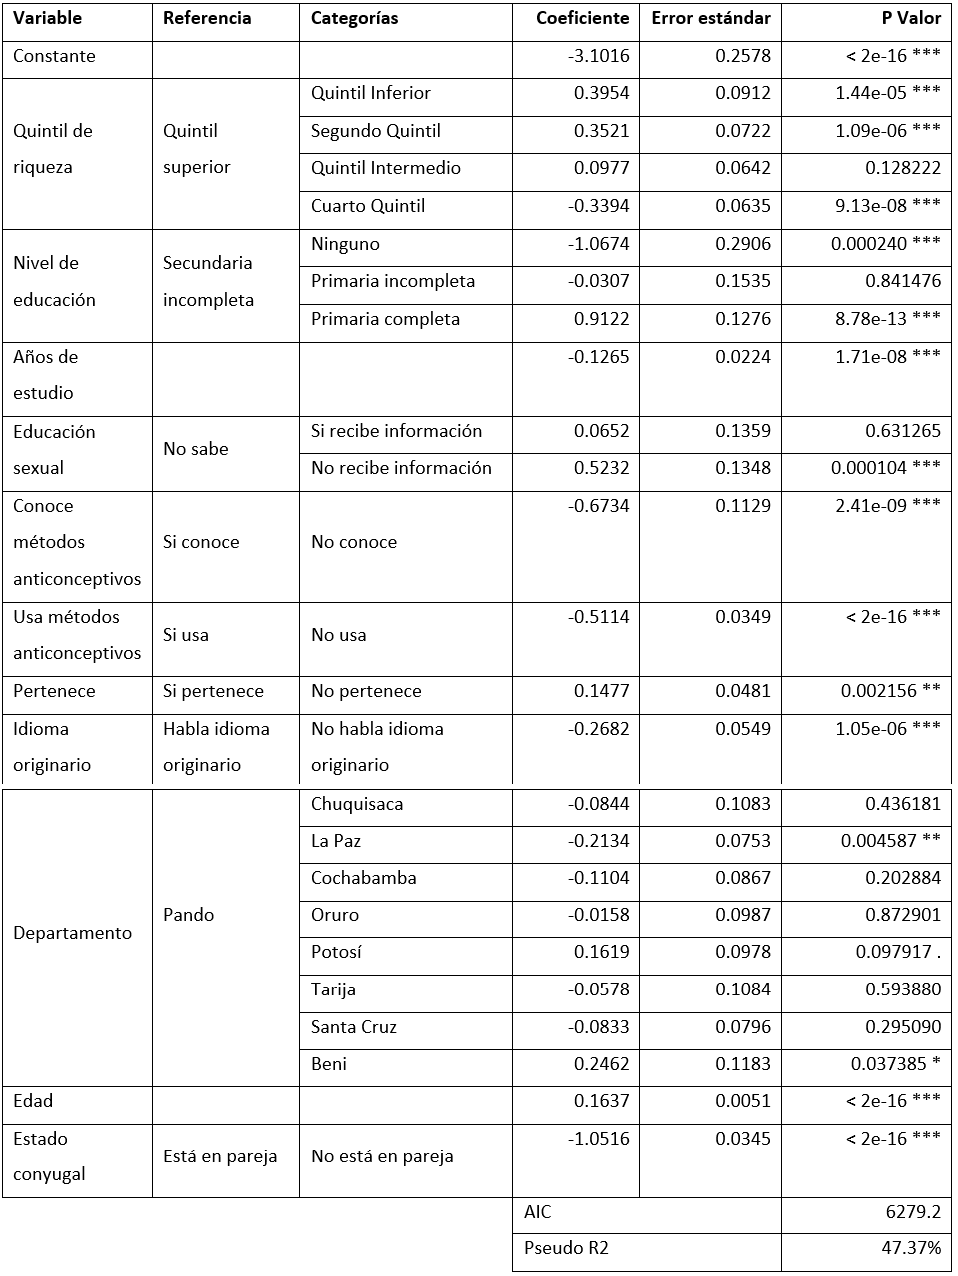 Variable Referencia Categorías Coeficiente Error estándar P Valor
Constante -3.1016 0.2578 < 2e-16 ***
Quintil de riqueza Quintil superior Quintil Inferior 0.3954 0.0912 1.44e-05 ***
Segundo Quintil 0.3521 0.0722 1.09e-06 ***
Quintil Intermedio 0.0977 0.0642 0.128222
Cuarto Quintil -0.3394 0.0635 9.13e-08 ***
Nivel de educación Secundaria incompleta Ninguno -1.0674 0.2906 0.000240 ***
Primaria incompleta -0.0307 0.1535 0.841476
Primaria completa 0.9122 0.1276 8.78e-13 ***
Años de estudio -0.1265 0.0224 1.71e-08 ***
Educación sexual No sabe Si recibe información 0.0652 0.1359 0.631265
No recibe información 0.5232 0.1348 0.000104 ***
Conoce métodos anticonceptivos Si conoce No conoce -0.6734 0.1129 2.41e-09 ***
Usa métodos anticonceptivos Si usa No usa -0.5114 0.0349 < 2e-16 ***
Pertenece Si pertenece No pertenece 0.1477 0.0481 0.002156 **
Idioma originario Habla idioma originario No habla idioma originario -0.2682 0.0549 1.05e-06 ***
Departamento Pando Chuquisaca -0.0844 0.1083 0.436181
La Paz -0.2134 0.0753 0.004587 **
Cochabamba -0.1104 0.0867 0.202884
Oruro -0.0158 0.0987 0.872901
Potosí 0.1619 0.0978 0.097917 .
Tarija -0.0578 0.1084 0.593880
Santa Cruz -0.0833 0.0796 0.295090
Beni 0.2462 0.1183 0.037385 *
Edad 0.1637 0.0051 < 2e-16 ***
Estado conyugal Está en pareja No está en pareja -1.0516 0.0345 < 2e-16 ***
AIC 6279.2
Pseudo R2 47.37%